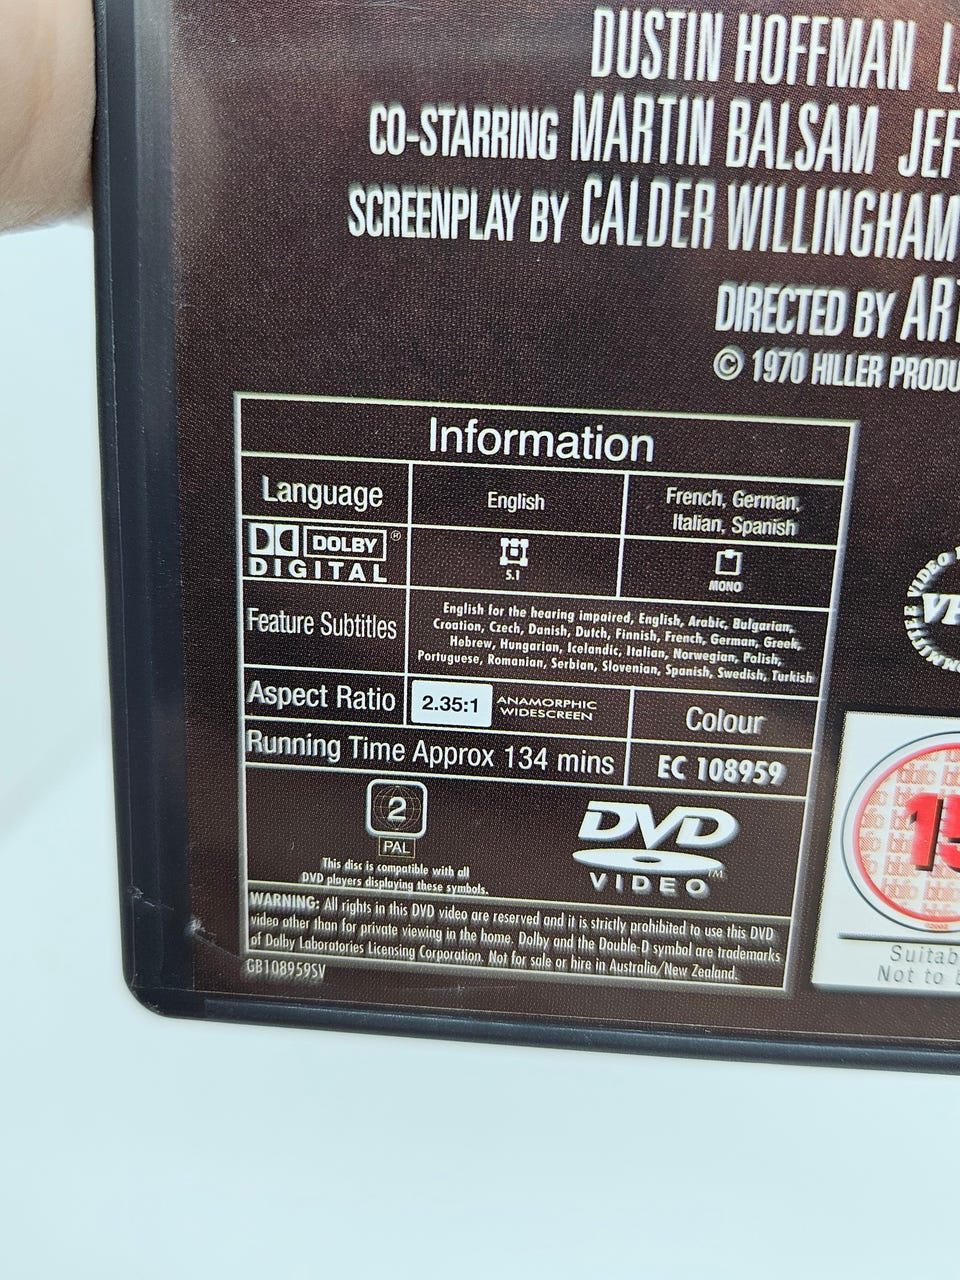 DUSTIN HOFFMAN
CO-STARRING MARTIN BALSAM JEF
SCREENPLAY BY CALDER WILLINGHAM
DIRECTED BY ART
© 1970 HILLER PRODU
Information
Language
English
French, German,
Italian, Spanish
DOLBY ®
DIGITAL
5.1
MONO
Feature Subtitles
English for the hearing impaired, English, Arabic, Bulgarian,
Croatian, Czech, Danish, Dutch, Finnish, French, German, Greek,
Hebrew, Hungarian, Icelandic, Italian, Norwegian, Polish,
Portuguese, Romanian, Serbian, Slovenian, Spanish, Swedish, Turkish
Aspect Ratio
2.35:1
ANAMORPHIC
WIDESCREEN
Colour
Running Time Approx 134 mins
EC 108959
2
PAL
This disc is compatible with all
DVD players displaying these symbols.
DVD
VIDEO TM
WARNING: All rights in this DVD video are reserved and it is strictly prohibited to use this DVD
video other than for private viewing in the home. Dolby and the Double-D symbol are trademarks
of Dolby Laboratories Licensing Corporation. Not for sale or hire in Australia/New Zealand.
GB108959SV
VIDEO
15
Suitab
Not to b